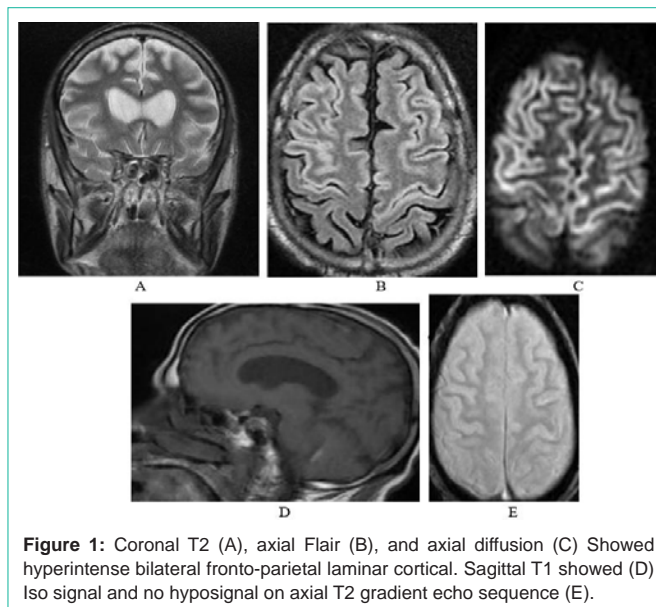 A
B
C
D
E
Figure 1: Coronal T2 (A), axial Flair (B), and axial diffusion (C) Showed
hyperintense bilateral fronto-parietal laminar cortical. Sagittal T1 showed (D)
Iso signal and no hyposignal on axial T2 gradient echo sequence (E).